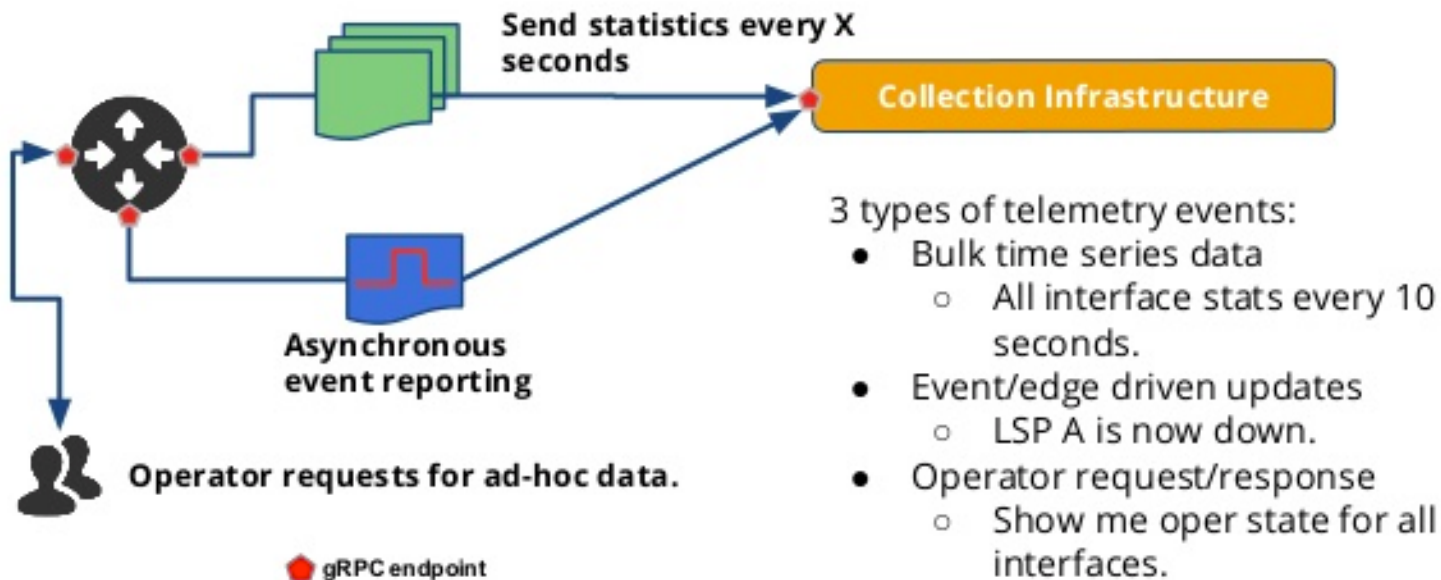 Send statistics every X
seconds
Collection Infrastructure
Asynchronous
event reporting
Operator requests for ad-hoc data.
gRPC endpoint
3 types of telemetry events:
● Bulk time series data
○ All interface stats every 10
seconds.
● Event/edge driven updates
○ LSP A is now down.
● Operator request/response
○ Show me oper state for all
interfaces.